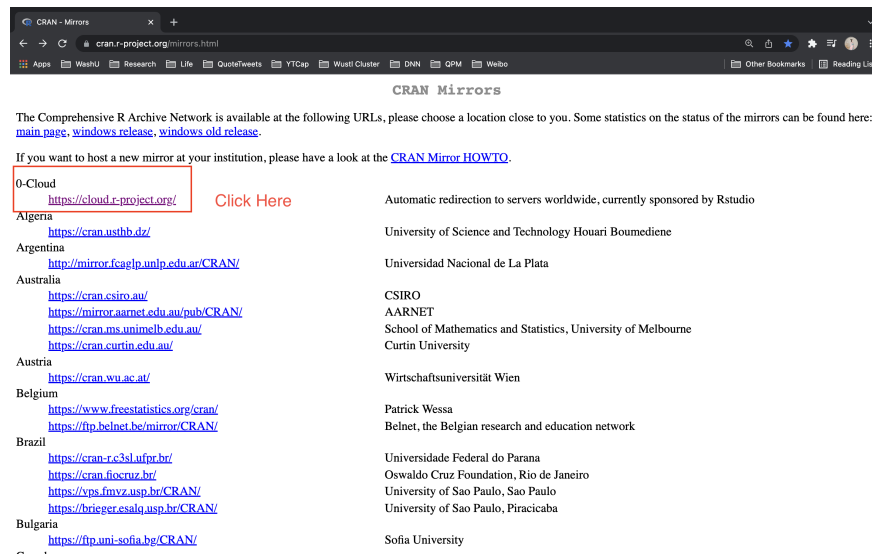 CRAN - Mirrors
cran.r-project.org/mirrors.html
Apps WashU Research Life QuoteTweets YTCap Wustl Cluster DNN QPM Weibo Other Bookmarks Reading Lis
CRAN Mirrors
The Comprehensive R Archive Network is available at the following URLs, please choose a location close to you. Some statistics on the status of the mirrors can be found here:
main page, windows release, windows old release.
If you want to host a new mirror at your institution, please have a look at the CRAN Mirror HOWTO.
0-Cloud
https://cloud.r-project.org/ Click Here Automatic redirection to servers worldwide, currently sponsored by Rstudio
Algeria
https://cran.usthb.dz/ University of Science and Technology Houari Boumediene
Argentina
http://mirror.fcaglp.unlp.edu.ar/CRAN/ Universidad Nacional de La Plata
Australia
https://cran.csiro.au/ CSIRO
https://mirror.aarnet.edu.au/pub/CRAN/ AARNET
https://cran.ms.unimelb.edu.au/ School of Mathematics and Statistics, University of Melbourne
https://cran.curtin.edu.au/ Curtin University
Austria
https://cran.wu.ac.at/ Wirtschaftsuniversität Wien
Belgium
https://www.freestatistics.org/cran/ Patrick Wessa
https://ftp.belnet.be/mirror/CRAN/ Belnet, the Belgian research and education network
Brazil
https://cran-r.c3sl.ufpr.br/ Universidade Federal do Parana
https://cran.fiocruz.br/ Oswaldo Cruz Foundation, Rio de Janeiro
https://vps.fmvz.usp.br/CRAN/ University of Sao Paulo, Sao Paulo
https://brieger.esalq.usp.br/CRAN/ University of Sao Paulo, Piracicaba
Bulgaria
https://ftp.uni-sofia.bg/CRAN/ Sofia University